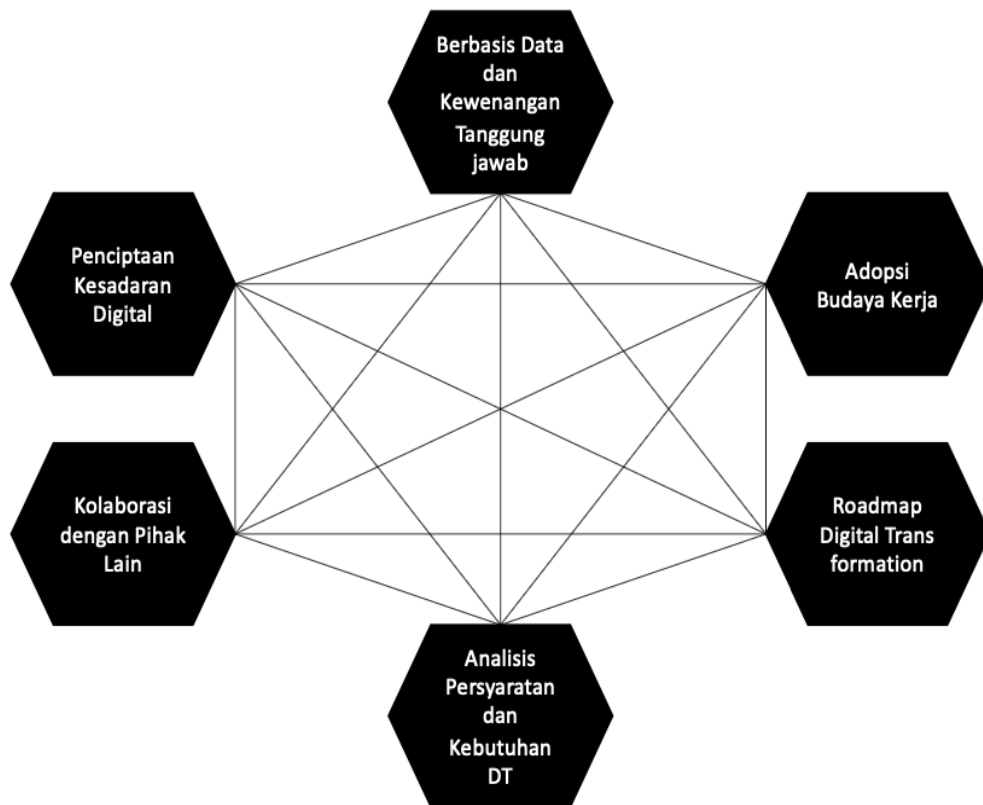 Berbasis Data
dan
Kewenangan
Tanggung
jawab
Penciptaan
Kesadaran
Digital
Adopsi
Budaya Kerja
Kolaborasi
dengan Pihak
Lain
Roadmap
Digital Trans
formation
Analisis
Persyaratan
dan
Kebutuhan
DT